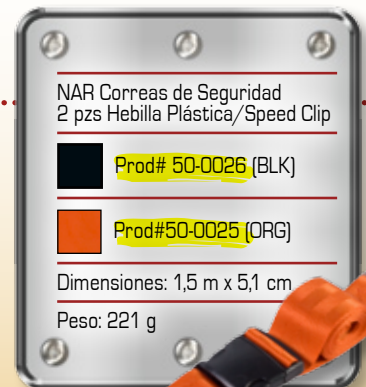 NAR Correas de Seguridad
2 pzs Hebilla Plástica/Speed Clip
Prod# 50-0026 (BLK)
Prod#50-0025 (ORG)
Dimensiones: 1,5 m x 5,1 cm
Peso: 221 g